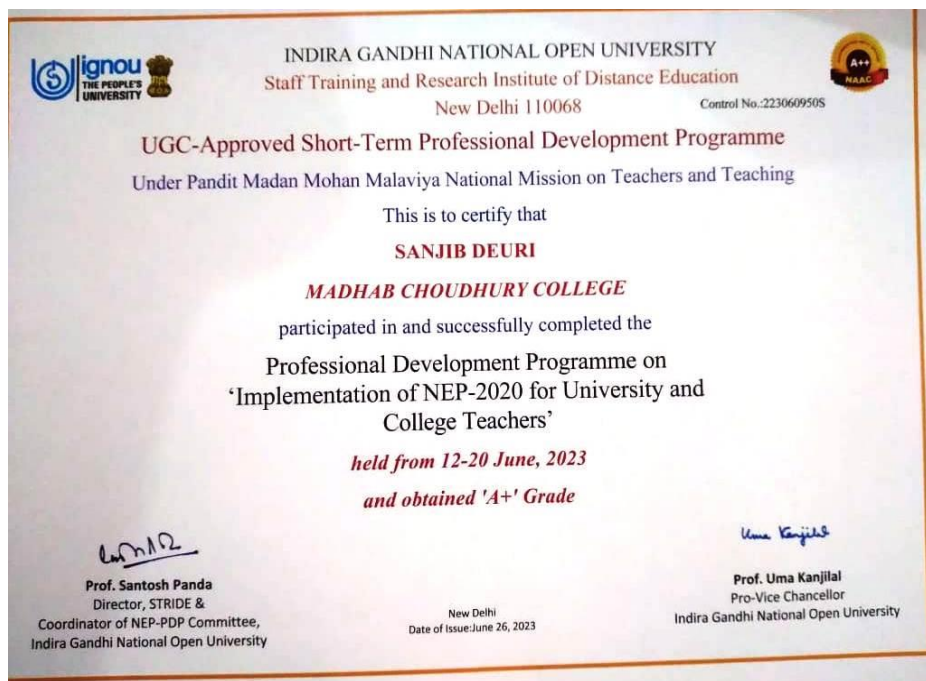 ignou
THE PEOPLE'S
UNIVERSITY
INDIRA GANDHI NATIONAL OPEN UNIVERSITY
Staff Training and Research Institute of Distance Education
New Delhi 110068
A++
NAAC
Control No.:223060950S
UGC-Approved Short-Term Professional Development Programme
Under Pandit Madan Mohan Malaviya National Mission on Teachers and Teaching
This is to certify that
SANJIB DEURI
MADHAB CHOUDHURY COLLEGE
participated in and successfully completed the
Professional Development Programme on
‘Implementation of NEP-2020 for University and
College Teachers’
held from 12-20 June, 2023
and obtained 'A+' Grade
Prof. Santosh Panda
Director, STRIDE &
Coordinator of NEP-PDP Committee,
Indira Gandhi National Open University
New Delhi
Date of Issue:June 26, 2023
Uma Kanjilal
Prof. Uma Kanjilal
Pro-Vice Chancellor
Indira Gandhi National Open University